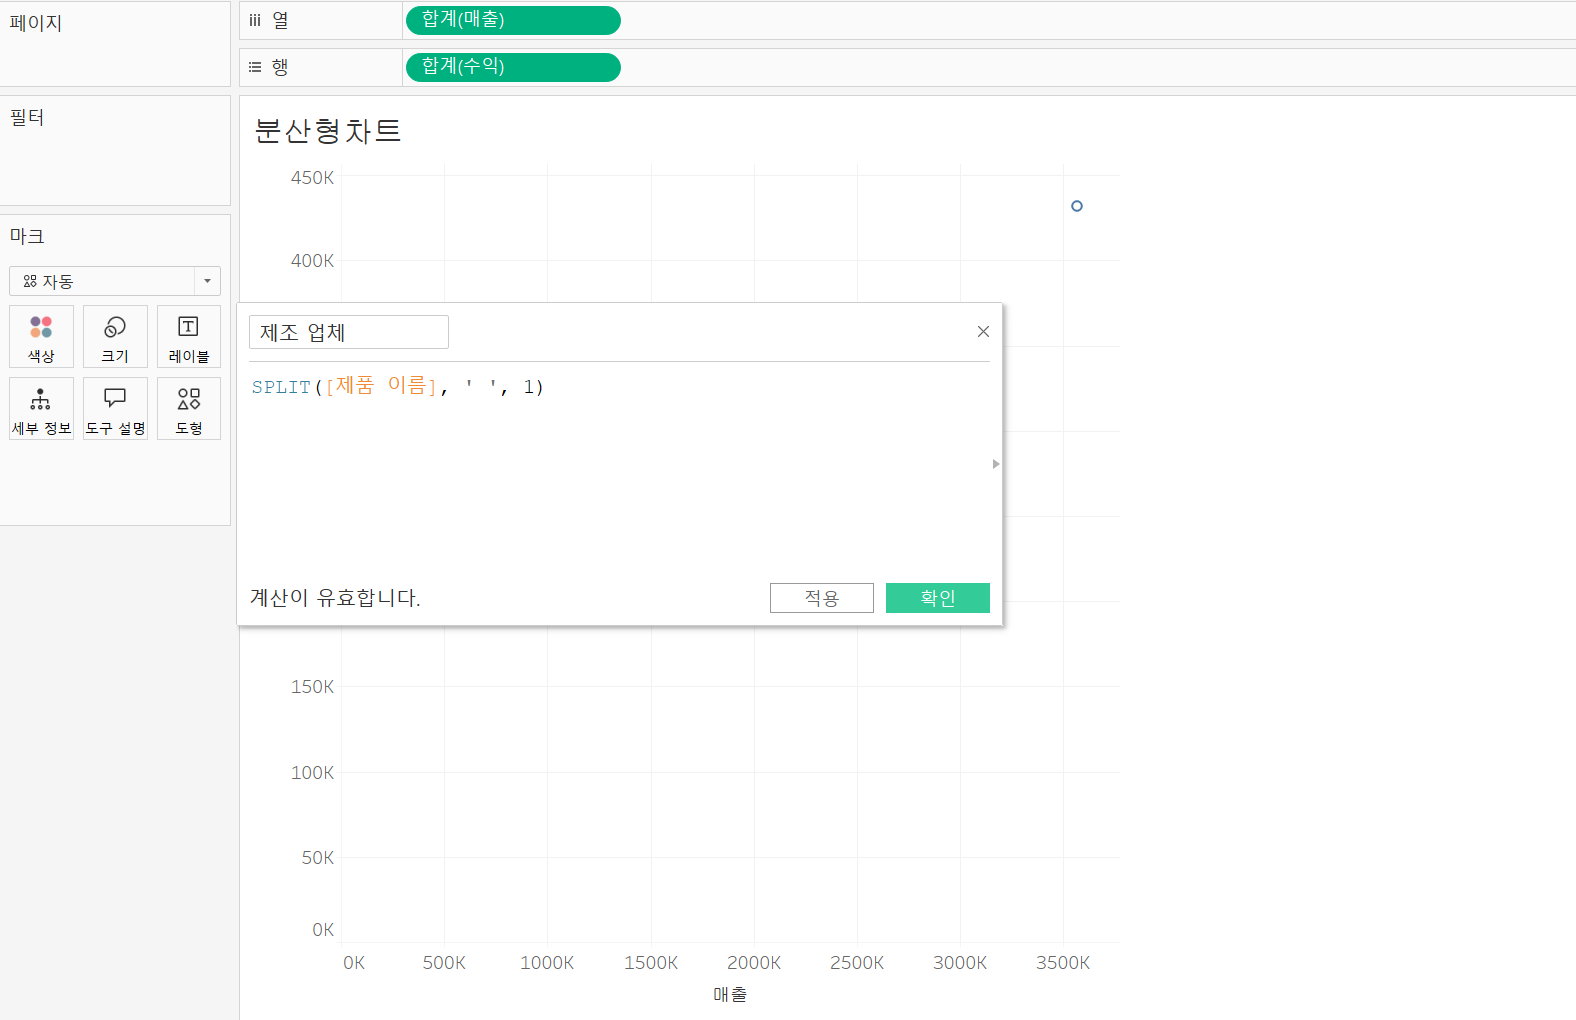 페이지
열
합계(매출)
행
합계(수익)
필터
마크
자동
색상
크기
레이블
세부 정보
도구 설명
도형
분산형차트
450K
400K
제조 업체
SPLIT([제품 이름], ' ', 1)
계산이 유효합니다.
적용
확인
150K
100K
50K
0K
0K
500K
1000K
1500K
2000K
2500K
3000K
3500K
매출